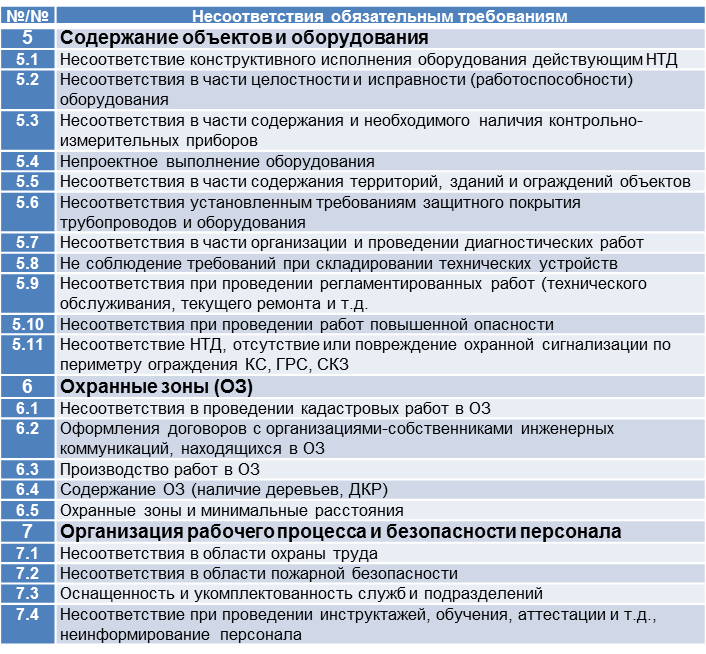 №/№ Несоответствия обязательным требованиям
5 Содержание объектов и оборудования
5.1 Несоответствие конструктивного исполнения оборудования действующим НТД
5.2 Несоответствия в части целостности и исправности (работоспособности)
оборудования
5.3 Несоответствия в части содержания и необходимого наличия контрольно-
измерительных приборов
5.4 Непроектное выполнение оборудования
5.5 Несоответствия в части содержания территорий, зданий и ограждений объектов
5.6 Несоответствия установленным требованиям защитного покрытия
трубопроводов и оборудования
5.7 Несоответствия в части организации и проведении диагностических работ
5.8 Не соблюдение требований при складировании технических устройств
5.9 Несоответствия при проведении регламентированных работ (технического
обслуживания, текущего ремонта и т.д.
5.10 Несоответствия при проведении работ повышенной опасности
5.11 Несоответствие НТД, отсутствие или повреждение охранной сигнализации по
периметру ограждения КС, ГРС, СКЗ
6 Охранные зоны (ОЗ)
6.1 Несоответствия в проведении кадастровых работ в ОЗ
6.2 Оформления договоров с организациями-собственниками инженерных
коммуникаций, находящихся в ОЗ
6.3 Производство работ в ОЗ
6.4 Содержание ОЗ (наличие деревьев, ДКР)
6.5 Охранные зоны и минимальные расстояния
7 Организация рабочего процесса и безопасности персонала
7.1 Несоответствия в области охраны труда
7.2 Несоответствия в области пожарной безопасности
7.3 Оснащенность и укомплектованность служб и подразделений
7.4 Несоответствие при проведении инструктажей, обучения, аттестации и т.д.,
неинформирование персонала